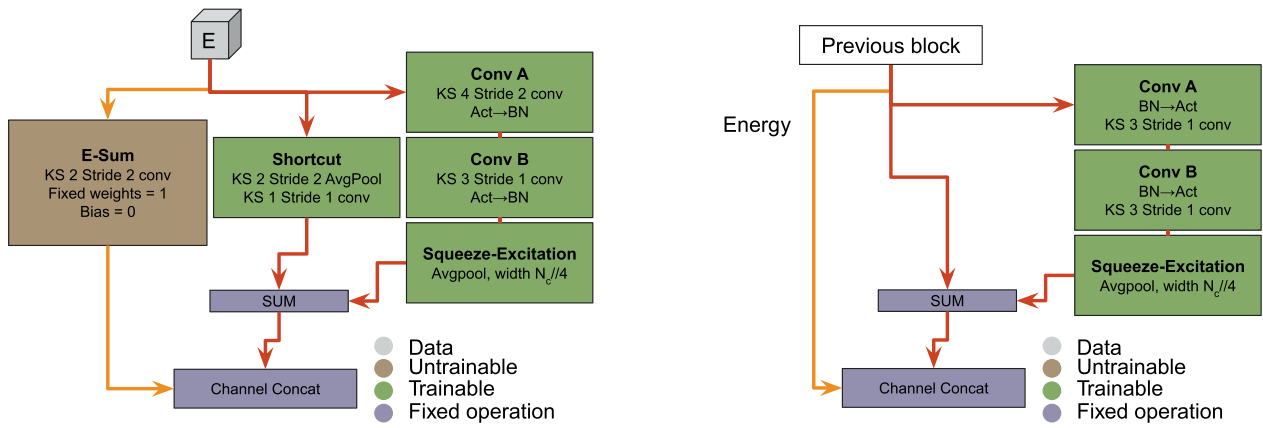 E
E-Sum
KS 2 Stride 2 conv
Fixed weights = 1
Bias = 0
Shortcut
KS 2 Stride 2 AvgPool
KS 1 Stride 1 conv
Conv A
KS 4 Stride 2 conv
Act→BN
Conv B
KS 3 Stride 1 conv
Act→BN
Squeeze-Excitation
Avgpool, width Nc//4
SUM
Channel Concat
Data
Untrainable
Trainable
Fixed operation
Previous block
Energy
Conv A
BN→Act
KS 3 Stride 1 conv
Conv B
BN→Act
KS 3 Stride 1 conv
Squeeze-Excitation
Avgpool, width Nc//4
SUM
Channel Concat
Data
Untrainable
Trainable
Fixed operation